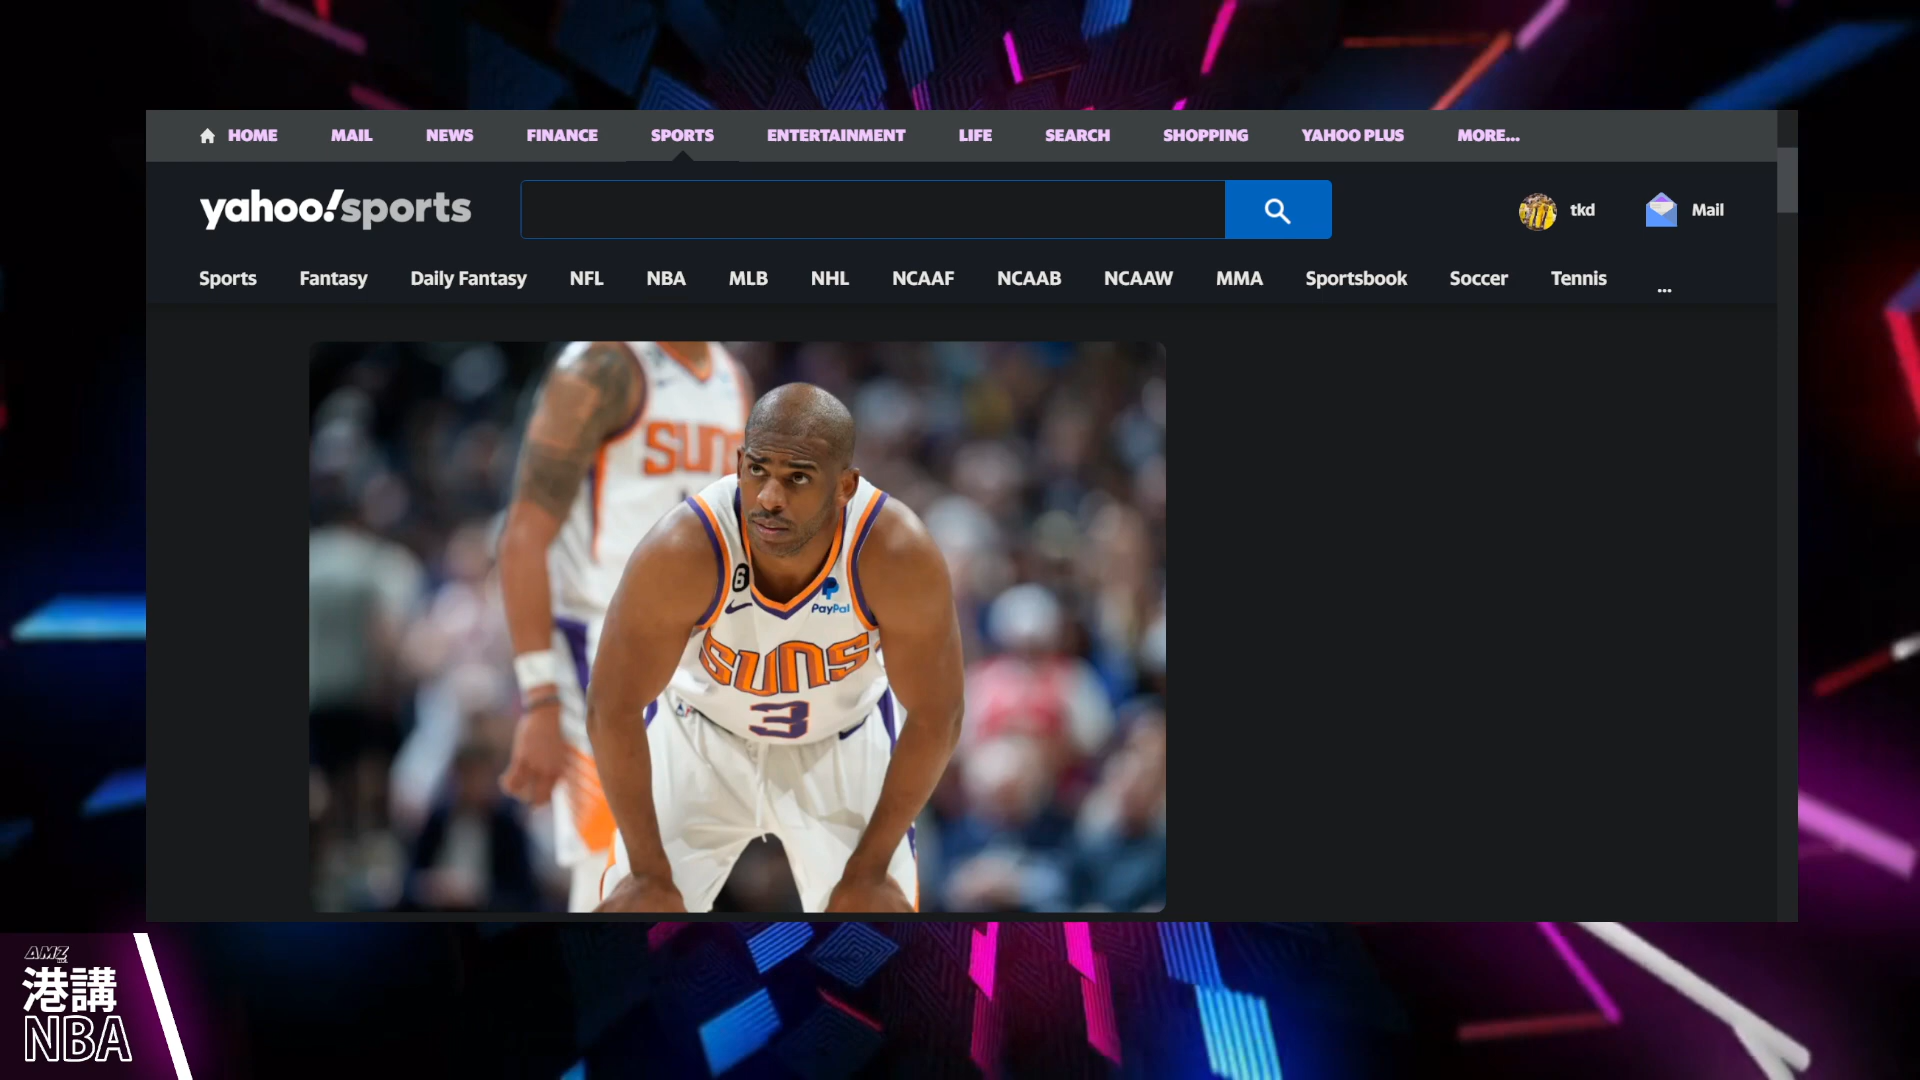 HOME MAIL NEWS FINANCE SPORTS ENTERTAINMENT LIFE SEARCH SHOPPING YAHOO PLUS MORE...
yahoo!sports
tkd Mail
Sports Fantasy Daily Fantasy NFL NBA MLB NHL NCAAF NCAAB NCAAW MMA Sportsbook Soccer Tennis ...
SUNS
6
PayPal
SUNS
3
AMZ
港講
NBA